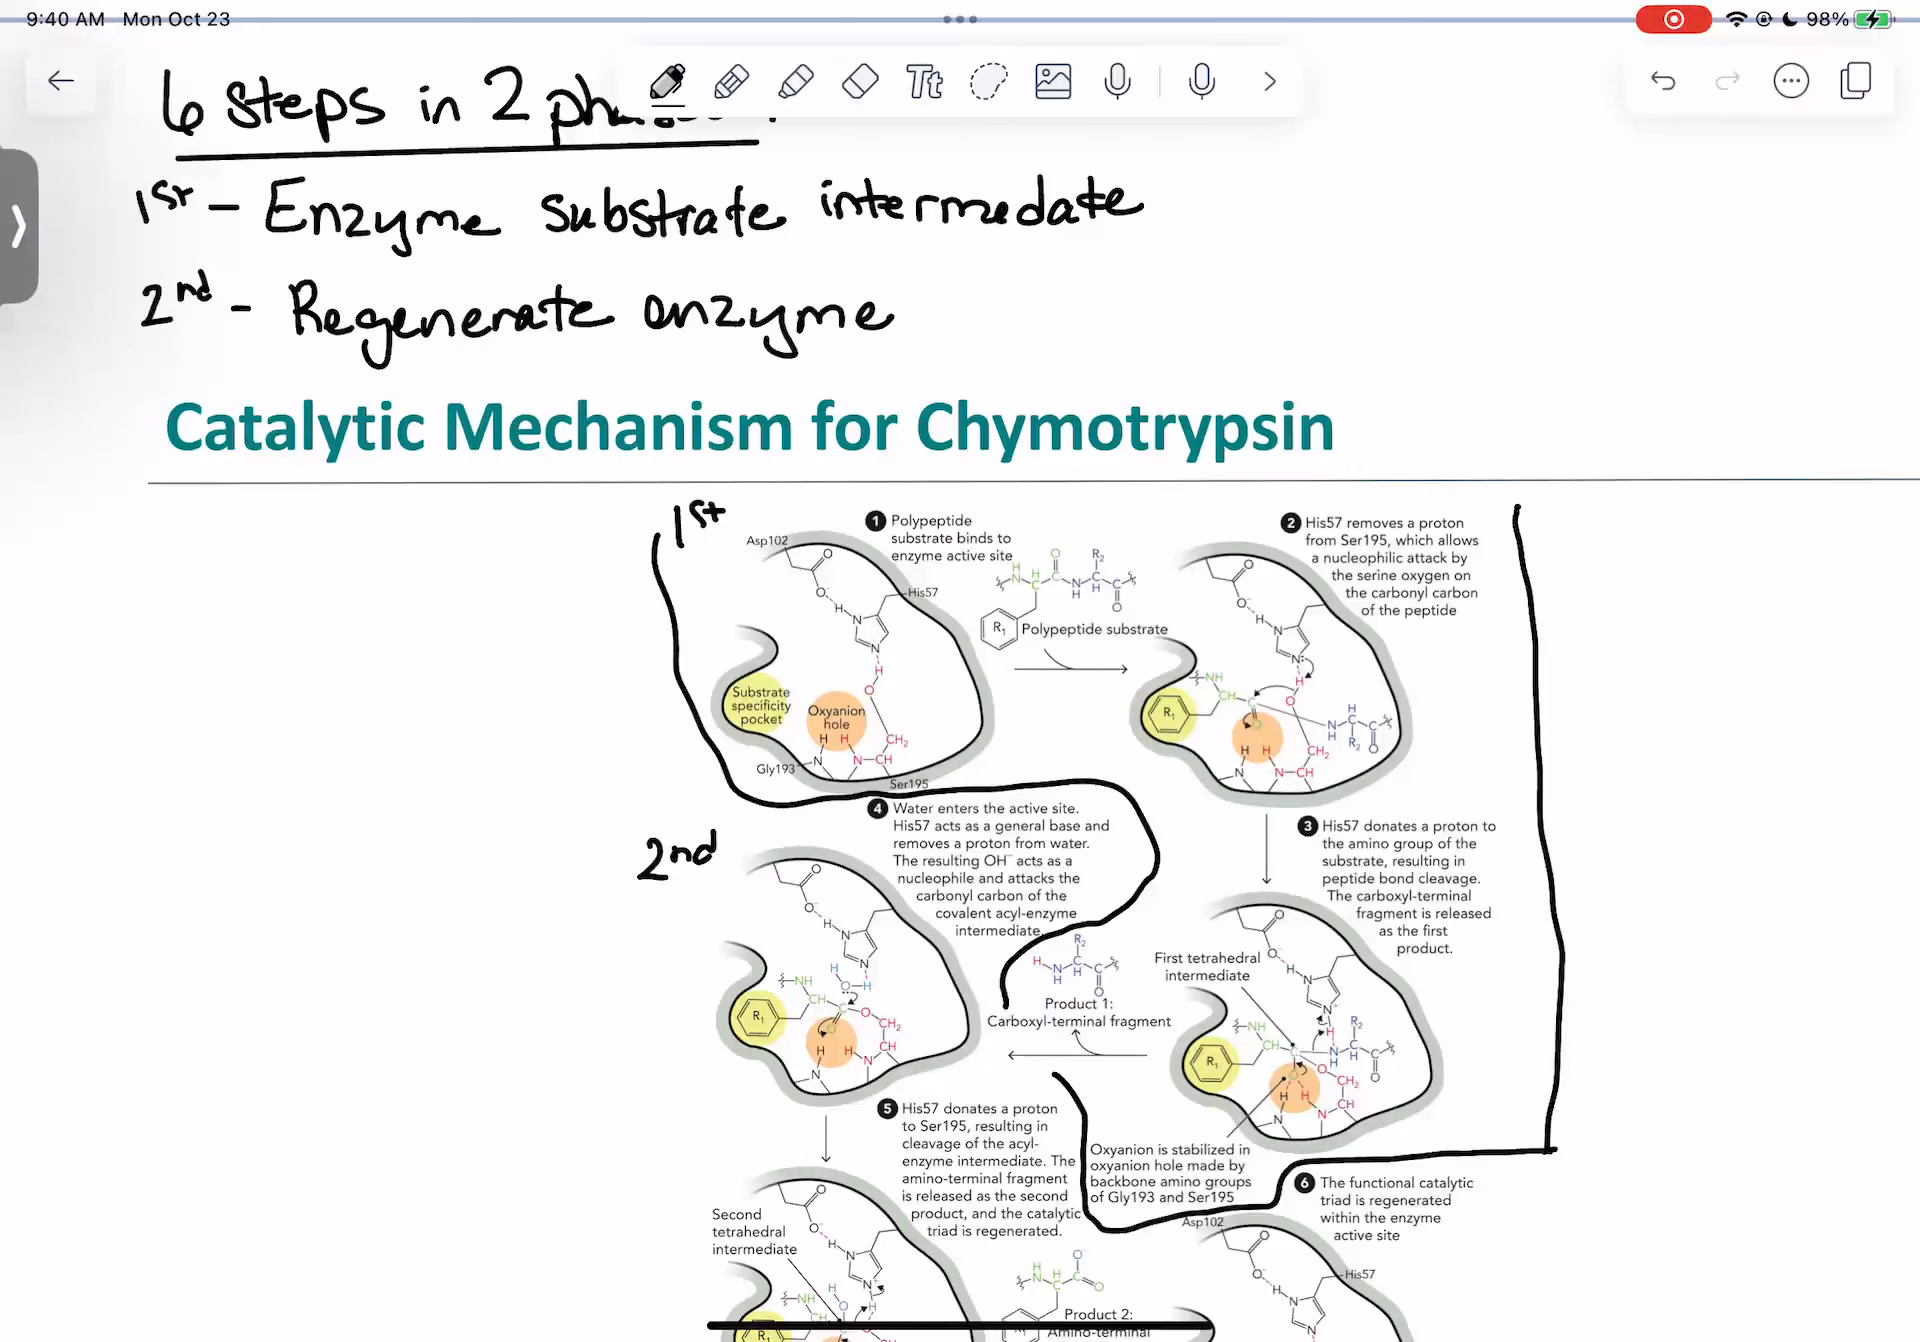 9:40 AM Mon Oct 23
98%
6 Steps in 2
Tt
1st - Enzyme substrate intermedate
2nd - Regenerate enzyme
Catalytic Mechanism for Chymotrypsin
1st
1 Polypeptide
substrate binds to
enzyme active site
Asp102
His57
Polypeptide substrate
Substrate
specificity
pocket
Oxyanion
hole
Gly193
Ser195
2 His57 removes a proton
from Ser195, which allows
a nucleophilic attack by
the serine oxygen on
the carbonyl carbon
of the peptide
3 His57 donates a proton to
the amino group of the
substrate, resulting in
peptide bond cleavage.
The carboxyl-terminal
fragment is released
as the first
product.
First tetrahedral
intermediate
Oxyanion is stabilized in
oxyanion hole made by
backbone amino groups
of Gly193 and Ser195
Product 1:
Carboxyl-terminal fragment
2nd
4 Water enters the active site.
His57 acts as a general base and
removes a proton from water.
The resulting OH⁻ acts as a
nucleophile and attacks the
carbonyl carbon of the
covalent acyl-enzyme
intermediate.
5 His57 donates a proton
to Ser195, resulting in
cleavage of the acyl-
enzyme intermediate. The
amino-terminal fragment
is released as the second
product, and the catalytic
triad is regenerated.
Second
tetrahedral
intermediate
Product 2:
Amino-terminal
6 The functional catalytic
triad is regenerated
within the enzyme
active site
Asp102
His57